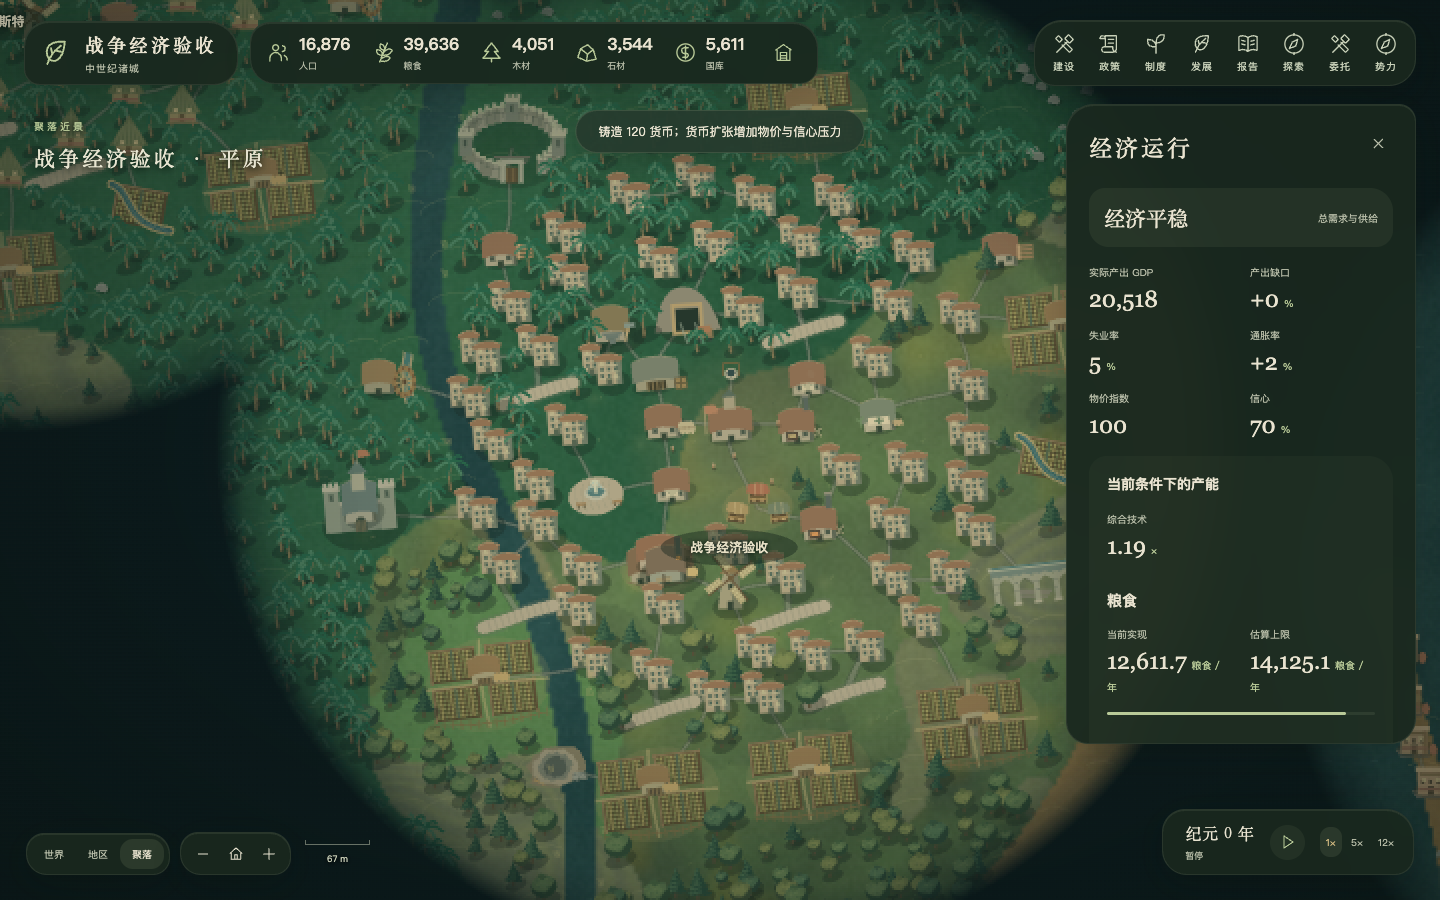 斯特
战争经济验收
中世纪诸城
16,876
人口
39,636
粮食
4,051
木材
3,544
石材
5,611
国库
建设
政策
制度
发展
报告
探索
委托
势力
聚落近景
战争经济验收 · 平原
铸造 120 货币；货币扩张增加物价与信心压力
经济运行
经济平稳
总需求与供给
实际产出 GDP
产出缺口
20,518
+0 %
失业率
通胀率
5 %
+2 %
物价指数
信心
100
70 %
当前条件下的产能
综合技术
1.19 ×
粮食
当前实现
估算上限
12,611.7 粮食 /
年
14,125.1 粮食 /
年
战争经济验收
世界
地区
聚落
67 m
纪元 0 年
暂停
1×
5×
12×